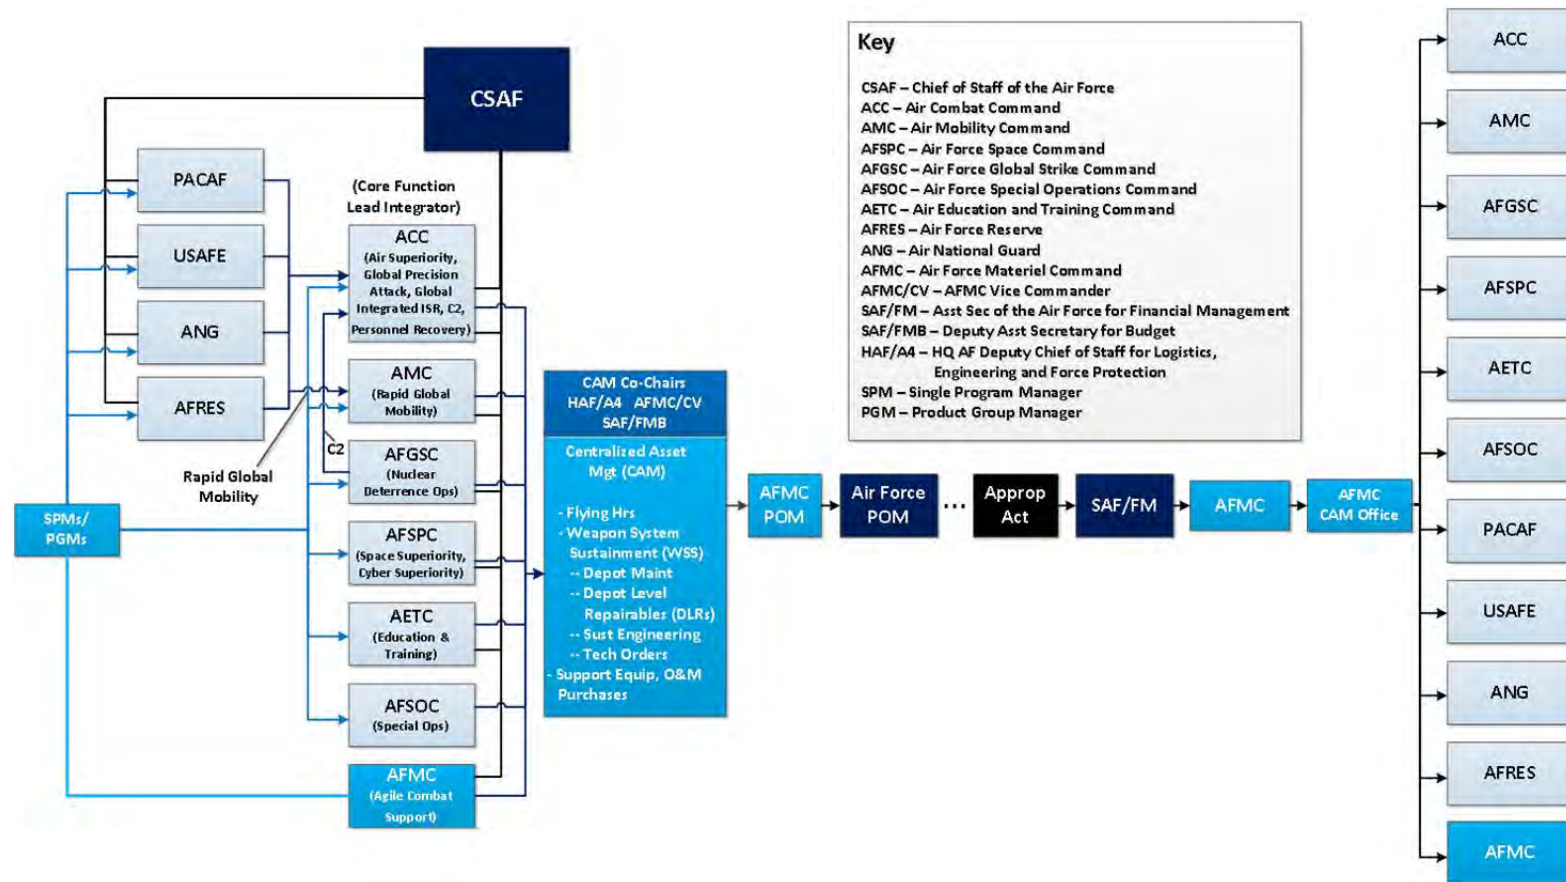 CSAF
PACAF
USAFE
ANG
AFRES
Rapid Global
Mobility
SPMs/
PGMs
(Core Function
Lead Integrator)
ACC
(Air Superiority,
Global Precision
Attack, Global
Integrated ISR, C2,
Personnel Recovery)
AMC
(Rapid Global
Mobility)
C2
AFGSC
(Nuclear
Deterrence Ops)
AFSPC
(Space Superiority,
Cyber Superiority)
AETC
(Education &
Training)
AFSOC
(Special Ops)
AFMC
(Agile Combat
Support)
CAM Co-Chairs
HAF/A4 AFMC/CV
SAF/FMB
Centralized Asset
Mgt (CAM)
- Flying Hrs
- Weapon System
Sustainment (WSS)
-- Depot Maint
-- Depot Level
Repairables (DLRs)
-- Sust Engineering
-- Tech Orders
- Support Equip, O&M
Purchases
AFMC
POM
Air Force
POM
...
Approp
Act
SAF/FM
AFMC
AFMC
CAM Office
Key
CSAF – Chief of Staff of the Air Force
ACC – Air Combat Command
AMC – Air Mobility Command
AFSPC – Air Force Space Command
AFGSC – Air Force Global Strike Command
AFSOC – Air Force Special Operations Command
AETC – Air Education and Training Command
AFRES – Air Force Reserve
ANG – Air National Guard
AFMC – Air Force Materiel Command
AFMC/CV – AFMC Vice Commander
SAF/FM – Asst Sec of the Air Force for Financial Management
SAF/FMB – Deputy Asst Secretary for Budget
HAF/A4 – HQ AF Deputy Chief of Staff for Logistics,
Engineering and Force Protection
SPM – Single Program Manager
PGM – Product Group Manager
ACC
AMC
AFGSC
AFSPC
AETC
AFSOC
PACAF
USAFE
ANG
AFRES
AFMC